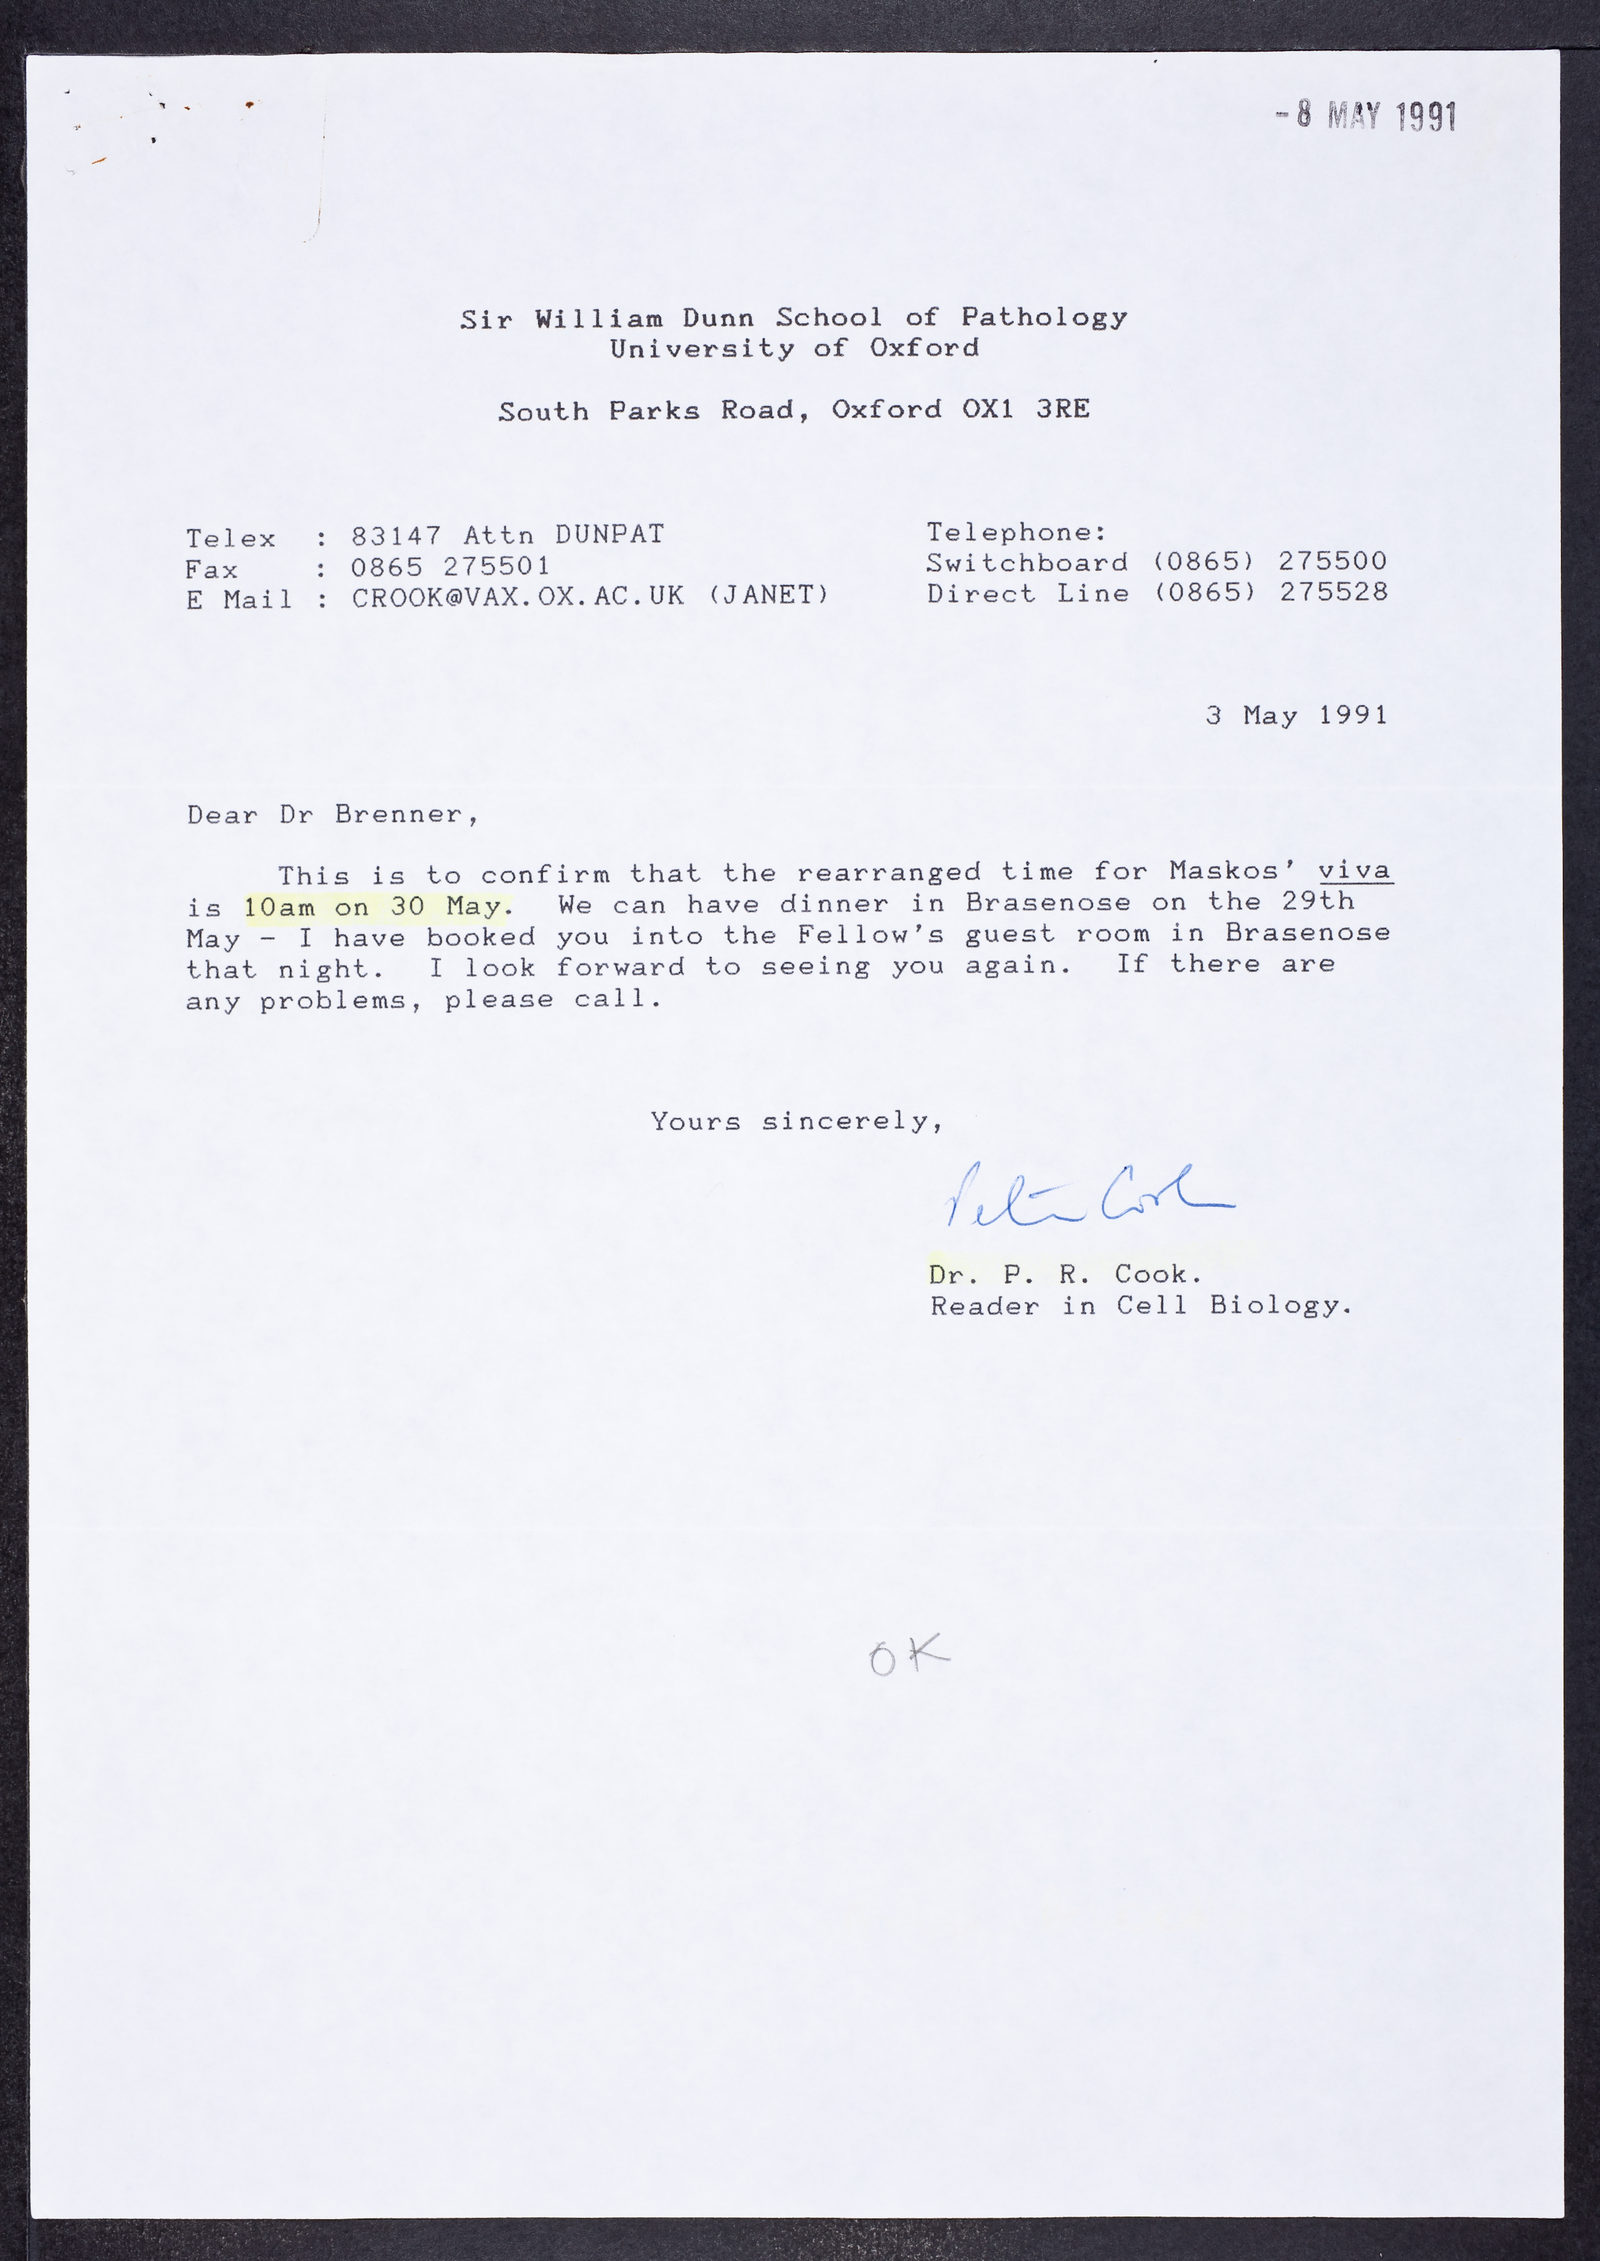 -8 MAY 1991
Sir William Dunn School of Pathology
University of Oxford
South Parks Road, Oxford OX1 3RE
Telex : 83147 Attn DUNPAT
Fax : 0865 275501
E Mail : CROOK@VAX.OX.AC.UK (JANET)
Telephone:
Switchboard (0865) 275500
Direct Line (0865) 275528
3 May 1991
Dear Dr Brenner,
This is to confirm that the rearranged time for Maskos' viva
is 10am on 30 May. We can have dinner in Brasenose on the 29th
May - I have booked you into the Fellow's guest room in Brasenose
that night. I look forward to seeing you again. If there are
any problems, please call.
Yours sincerely,
Peter Cook
Dr. P. R. Cook.
Reader in Cell Biology.
OK